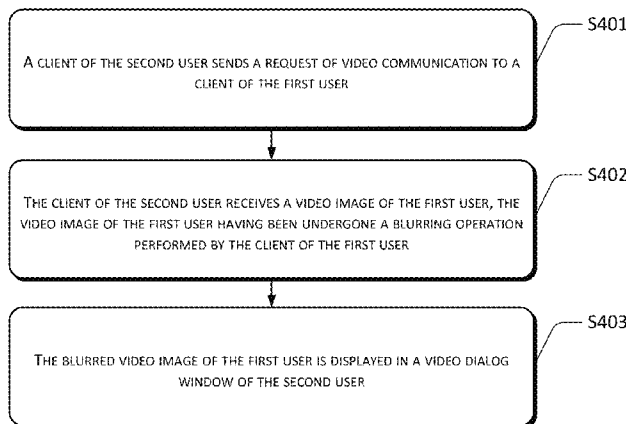 S401
A CLIENT OF THE SECOND USER SENDS A REQUEST OF VIDEO COMMUNICATION TO A
CLIENT OF THE FIRST USER
S402
THE CLIENT OF THE SECOND USER RECEIVES A VIDEO IMAGE OF THE FIRST USER, THE
VIDEO IMAGE OF THE FIRST USER HAVING BEEN UNDERGONE A BLURRING OPERATION
PERFORMED BY THE CLIENT OF THE FIRST USER
S403
THE BLURRED VIDEO IMAGE OF THE FIRST USER IS DISPLAYED IN A VIDEO DIALOG
WINDOW OF THE SECOND USER